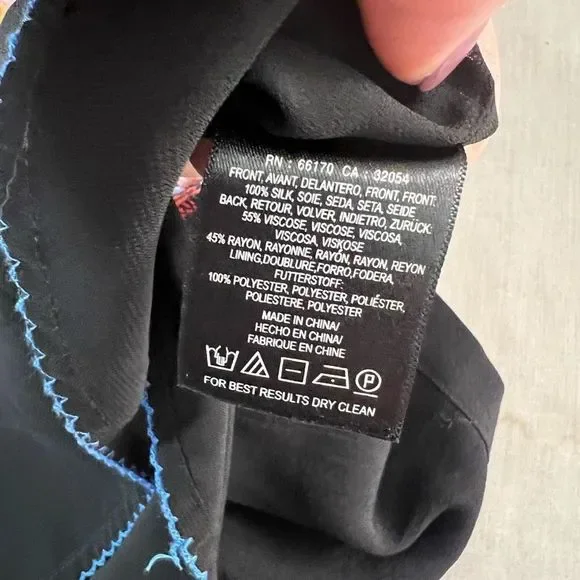 RN : 66170 CA : 32054
FRONT, AVANT, DELANTERO, FRONT, FRONT:
100% SILK, SOIE, SEDA, SETA, SEIDE
BACK, RETOUR, VOLVER, INDIETRO, ZURÜCK:
55% VISCOSE, VISCOSE, VISCOSA,
VISCOSA, VISKOSE
45% RAYON, RAYONNE, RAYÓN, RAYON, REYON
LINING,DOUBLURE,FORRO,FODERA,
FUTTERSTOFF:
100% POLYESTER, POLYESTER, POLIÉSTER,
POLIESTERE, POLYESTER
MADE IN CHINA/
HECHO EN CHINA/
FABRIQUE EN CHINE
P
FOR BEST RESULTS DRY CLEAN